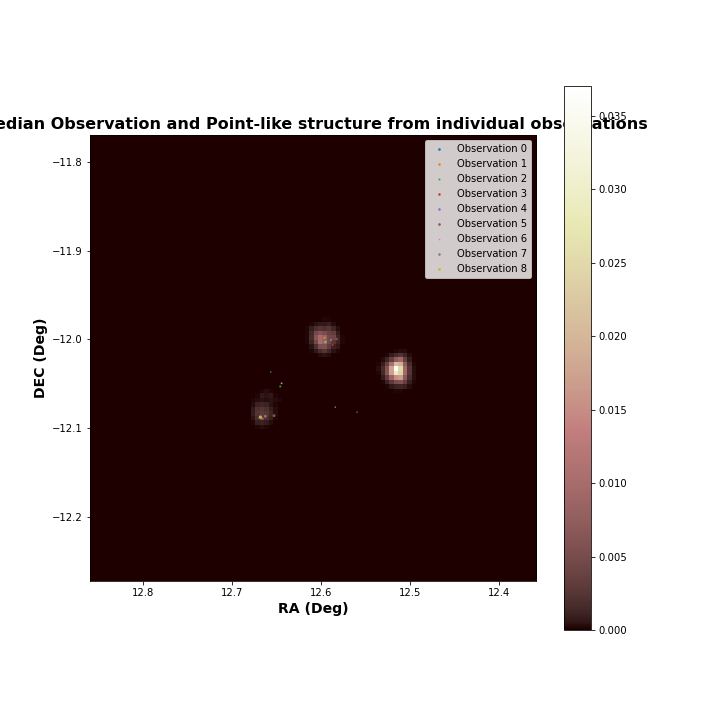 edian Observation and Point-like structure from individual observations
Observation 0
Observation 1
Observation 2
Observation 3
Observation 4
Observation 5
Observation 6
Observation 7
Observation 8
DEC (Deg)
−11.8
−11.9
−12.0
−12.1
−12.2
12.8 12.7 12.6 12.5 12.4
RA (Deg)
0.035
0.030
0.025
0.020
0.015
0.010
0.005
0.000